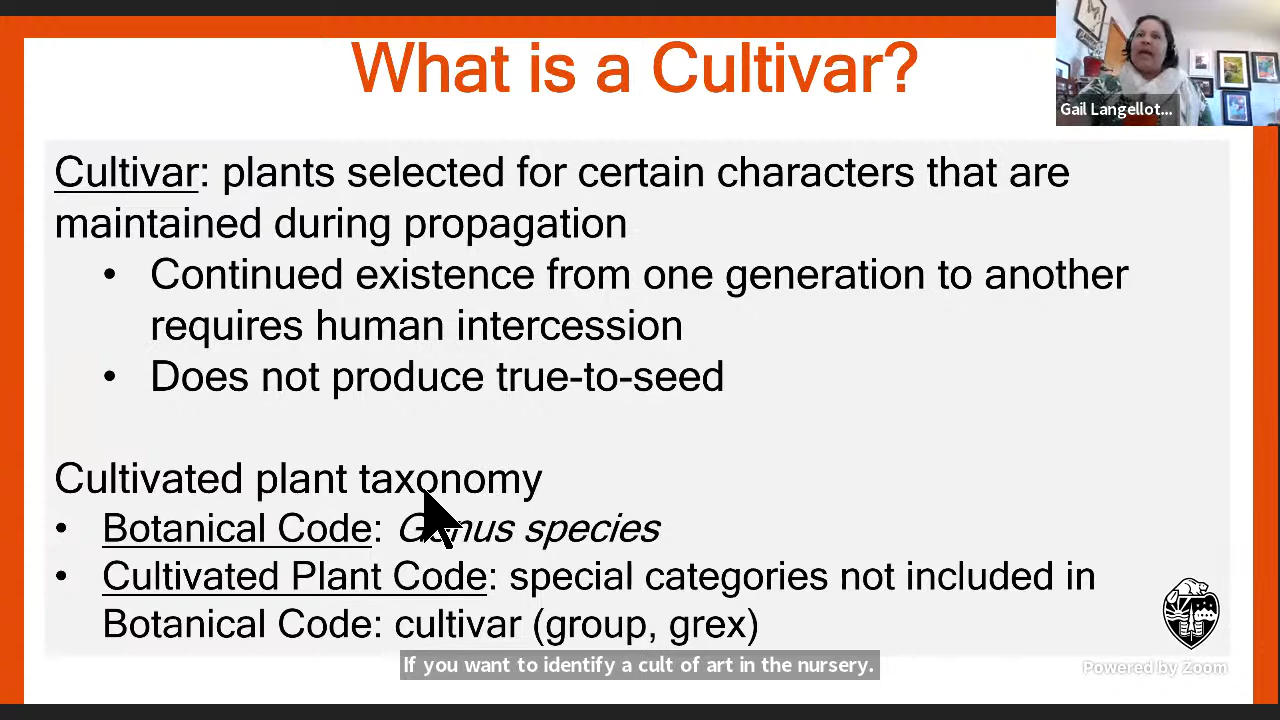 What is a Cultivar?
Gail Langellot...
Cultivar: plants selected for certain characters that are
maintained during propagation
• Continued existence from one generation to another
requires human intercession
• Does not produce true-to-seed
Cultivated plant taxonomy
• Botanical Code: Genus species
• Cultivated Plant Code: special categories not included in
Botanical Code: cultivar (group, grex)
If you want to identify a cult of art in the nursery.
Powered by Zoom